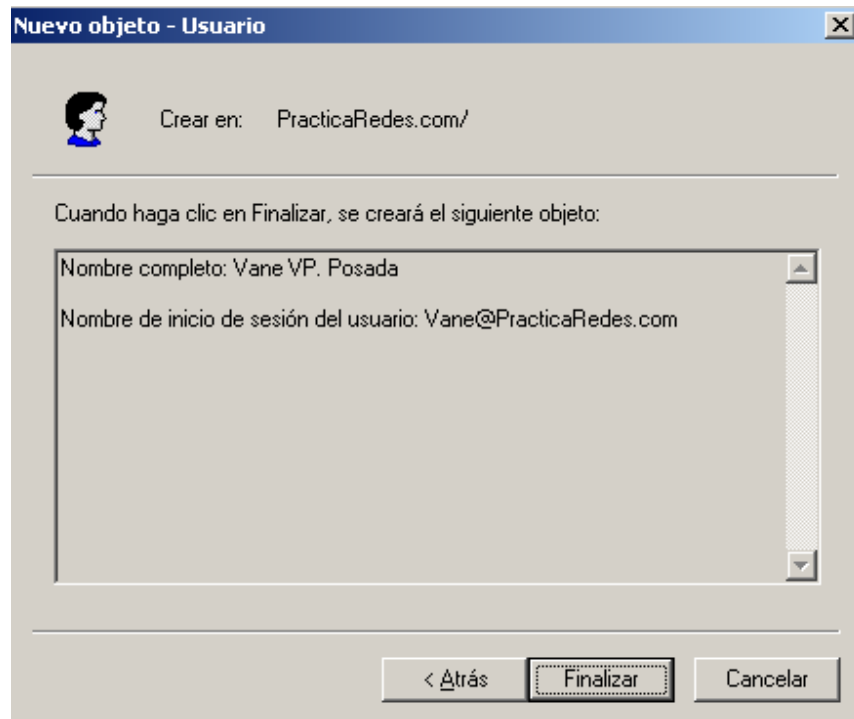 Nuevo objeto - Usuario
Crear en: PracticaRedes.com/
Cuando haga clic en Finalizar, se creará el siguiente objeto:
Nombre completo: Vane VP. Posada
Nombre de inicio de sesión del usuario: Vane@PracticaRedes.com
< Atrás Finalizar Cancelar